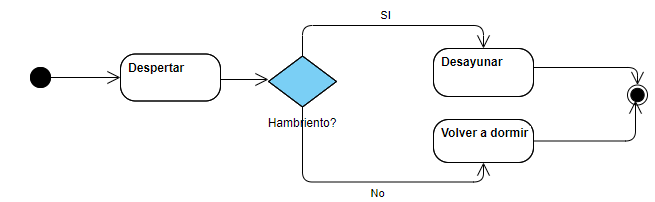 SI
Despertar
Desayunar
Hambriento?
Volver a dormir
No